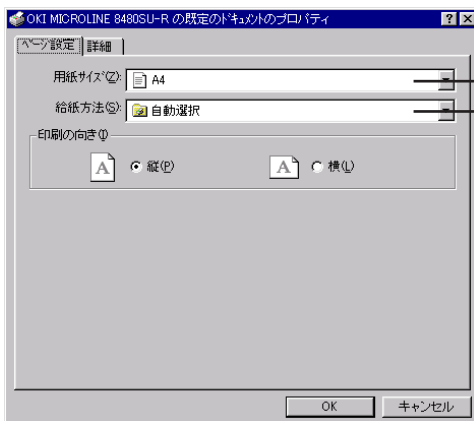 OKI MICROLINE 8480SU-R の既定のドキュメントのプロパティ
ページ設定 詳細
用紙サイズ(Z): A4
給紙方法(S): 自動選択
印刷の向き(I)
A 縦(P) A 横(L)
OK キャンセル